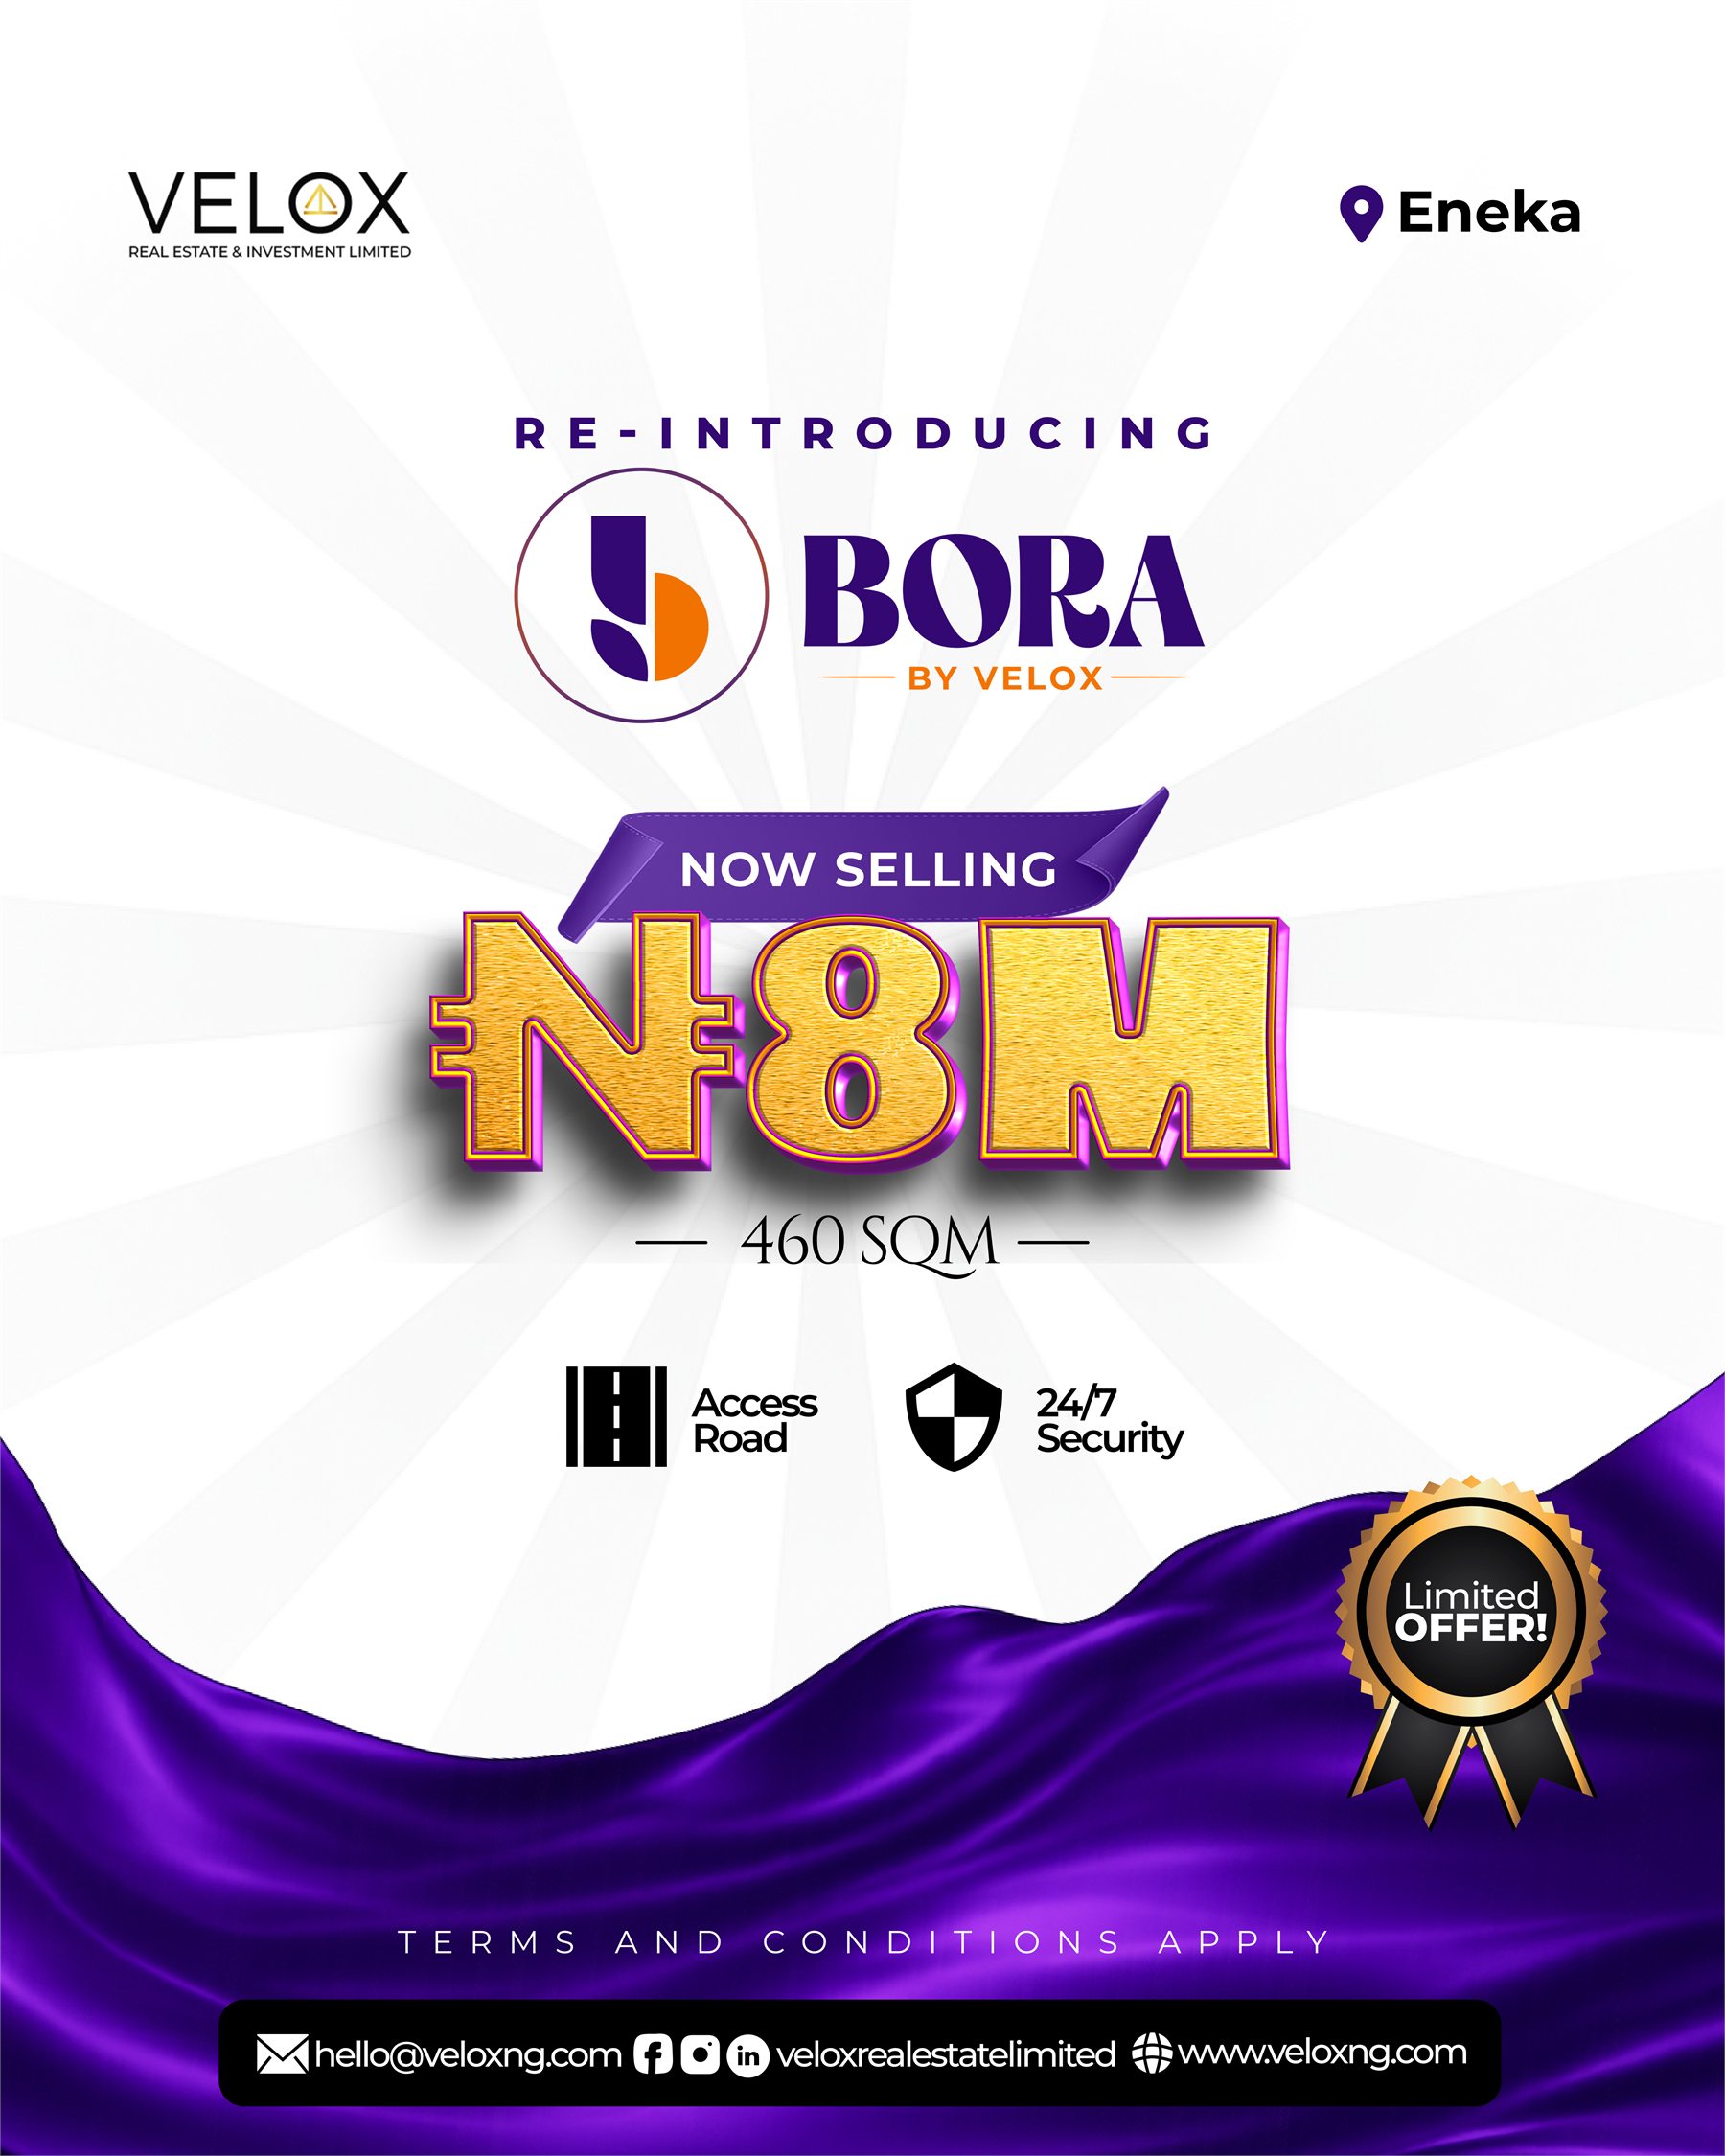 VELOX
REAL ESTATE & INVESTMENT LIMITED
Eneka
RE-INTRODUCING
BORA
BY VELOX
NOW SELLING
₦8M
460 SQM
Access
Road
24/7
Security
Limited
OFFER!
TERMS AND CONDITIONS APPLY
hello@veloxng.com veloxrealestatelimited www.veloxng.com